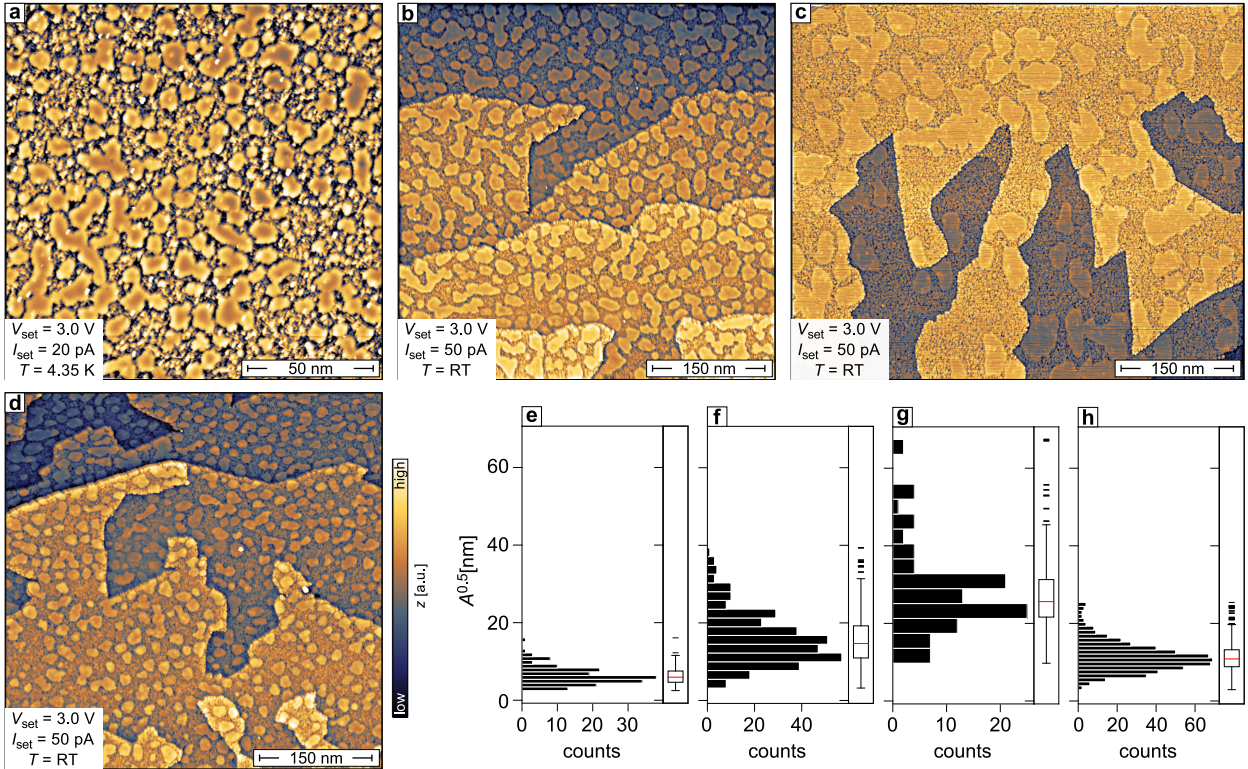 a
V_set = 3.0 V
I_set = 20 pA
T = 4.35 K
50 nm
b
V_set = 3.0 V
I_set = 50 pA
T = RT
150 nm
c
V_set = 3.0 V
I_set = 50 pA
T = RT
150 nm
d
V_set = 3.0 V
I_set = 50 pA
T = RT
150 nm
high
z [a.u.]
low
e
A^0.5[nm]
60
40
20
0
0 10 20 30
counts
f
0 20 40
counts
g
0 10 20
counts
h
0 20 40 60
counts